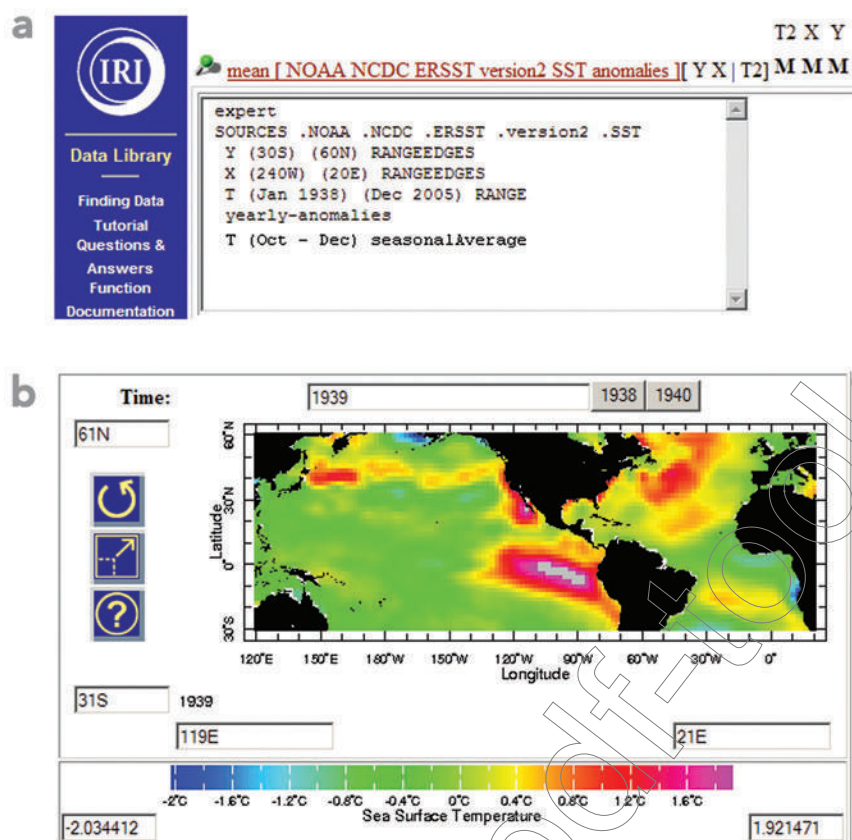 a
T2 X Y
mean [ NOAA NCDC ERSST version2 SST anomalies ][ Y X | T2] M M M
IRI
Data Library
Finding Data
Tutorial
Questions &
Answers
Function
Documentation
expert
SOURCES .NOAA .NCDC .ERSST .version2 .SST
Y (30S) (60N) RANGEEDGES
X (240W) (20E) RANGEEDGES
T (Jan 1938) (Dec 2005) RANGE
yearly-anomalies
T (Oct - Dec) seasonalAverage
b
Time: 1939 1938 1940
61N
60°N
30°N
0°
30°S
Latitude
?
120°E 150°E 180°W 150°W 120°W 90°W 60°W 30°W 0°
Longitude
31S 1939
119E 21E
-2°C -1.6°C -1.2°C -0.8°C -0.4°C 0°C 0.4°C 0.8°C 1.2°C 1.6°C
Sea Surface Temperature
-2.034412 1.921471